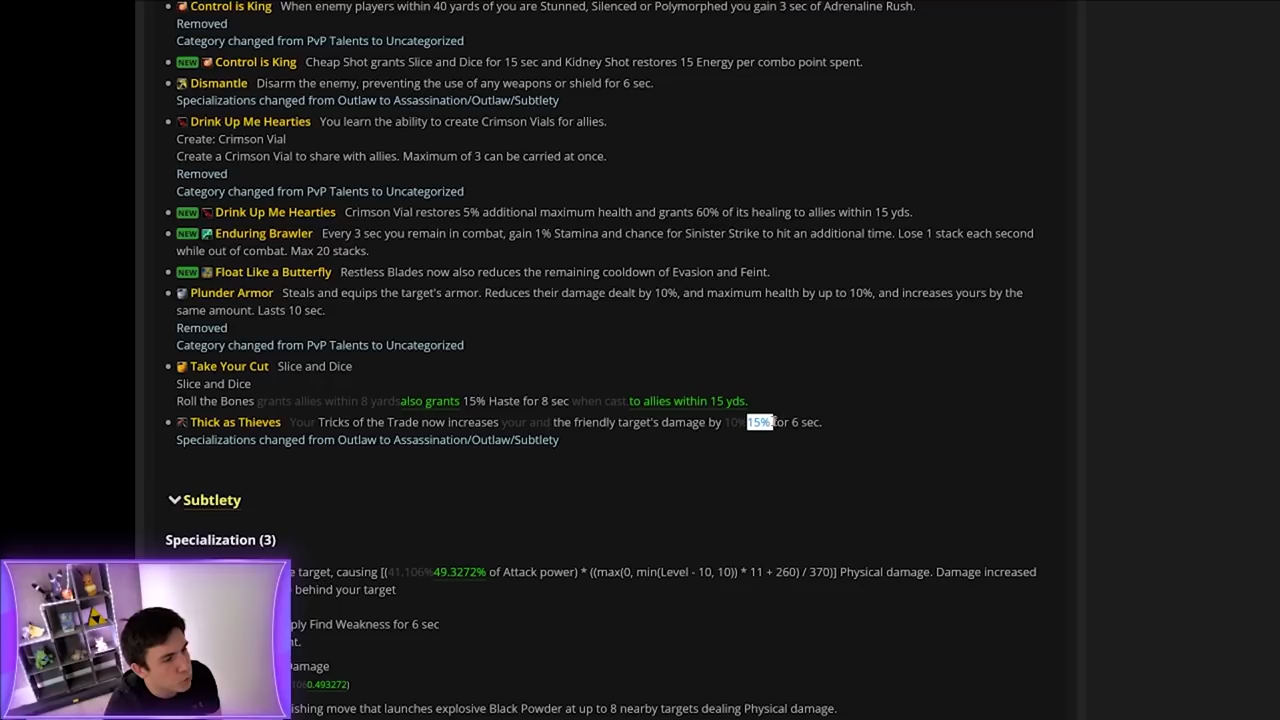 Control is King When enemy players within 40 yards of you are Stunned, Silenced or Polymorphed you gain 3 sec of Adrenaline Rush.
Removed
Category changed from PvP Talents to Uncategorized
NEW Control is King Cheap Shot grants Slice and Dice for 15 sec and Kidney Shot restores 15 Energy per combo point spent.
Dismantle Disarm the enemy, preventing the use of any weapons or shield for 6 sec.
Specializations changed from Outlaw to Assassination/Outlaw/Subtlety
Drink Up Me Hearties You learn the ability to create Crimson Vials for allies.
Create: Crimson Vial
Create a Crimson Vial to share with allies. Maximum of 3 can be carried at once.
Removed
Category changed from PvP Talents to Uncategorized
NEW Drink Up Me Hearties Crimson Vial restores 5% additional maximum health and grants 60% of its healing to allies within 15 yds.
NEW Enduring Brawler Every 3 sec you remain in combat, gain 1% Stamina and chance for Sinister Strike to hit an additional time. Lose 1 stack each second
while out of combat. Max 20 stacks.
NEW Float Like a Butterfly Restless Blades now also reduces the remaining cooldown of Evasion and Feint.
Plunder Armor Steals and equips the target's armor. Reduces their damage dealt by 10%, and maximum health by up to 10%, and increases yours by the
same amount. Lasts 10 sec.
Removed
Category changed from PvP Talents to Uncategorized
Take Your Cut Slice and Dice
Slice and Dice
Roll the Bones grants allies within 8 yards also grants 15% Haste for 8 sec when cast. to allies within 15 yds.
Thick as Thieves Your Tricks of the Trade now increases your and the friendly target's damage by 10% 15% for 6 sec.
Specializations changed from Outlaw to Assassination/Outlaw/Subtlety
Subtlety
Specialization (3)
e target, causing [(41.106% 49.3272% of Attack power) * ((max(0, min(Level - 10, 10)) * 11 + 260) / 370)] Physical damage. Damage increased
behind your target
ply Find Weakness for 6 sec
nt.
Damage
0.493272)
ishing move that launches explosive Black Powder at up to 8 nearby targets dealing Physical damage.